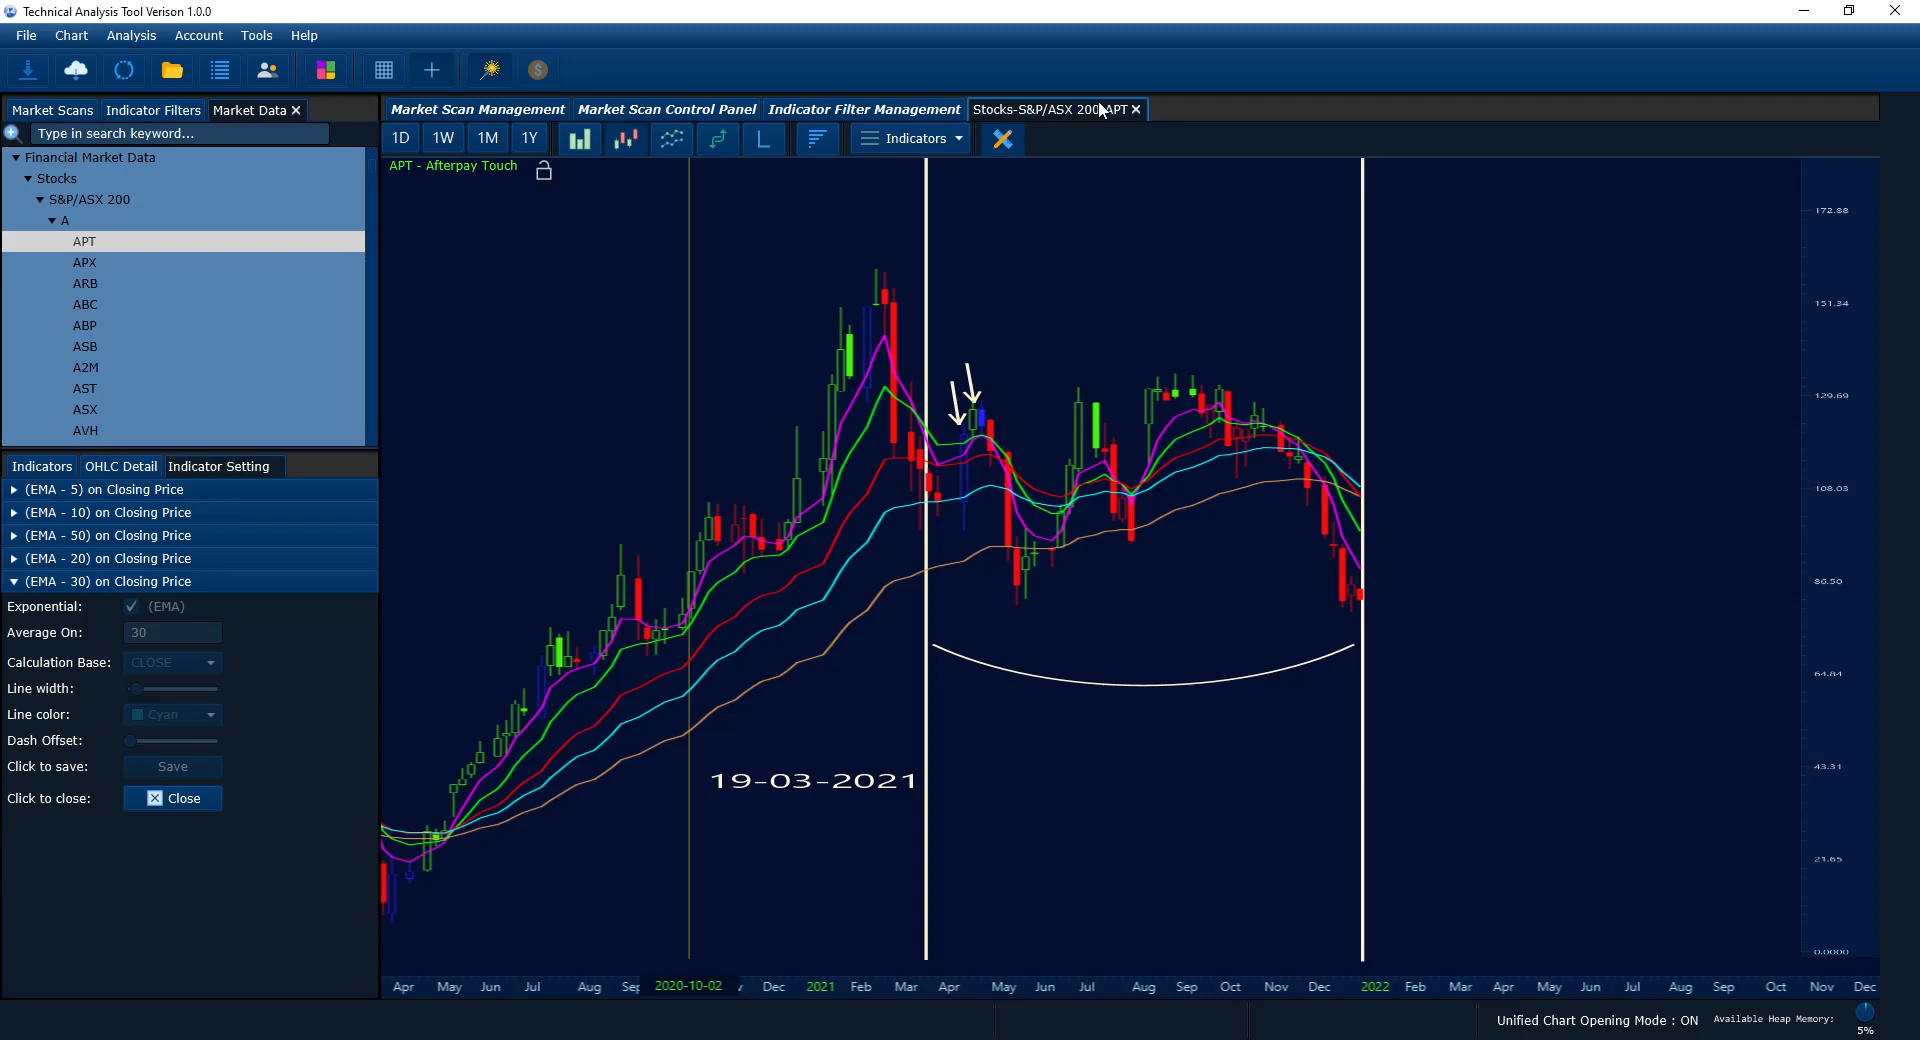 Technical Analysis Tool Verison 1.0.0
File Chart Analysis Account Tools Help
Market Scans Indicator Filters Market Data
Market Scan Management Market Scan Control Panel Indicator Filter Management Stocks-S&P/ASX 200 APT
Type in search keyword...
1D 1W 1M 1Y Indicators
Financial Market Data
Stocks
S&P/ASX 200
A
APT
APX
ARB
ABC
ABP
ASB
A2M
AST
ASX
AVH
APT - Afterpay Touch
172.88
151.34
129.69
108.03
86.50
64.84
43.31
21.65
0.0000
19-03-2021
Indicators OHLC Detail Indicator Setting
(EMA - 5) on Closing Price
(EMA - 10) on Closing Price
(EMA - 50) on Closing Price
(EMA - 20) on Closing Price
(EMA - 30) on Closing Price
Exponential: (EMA)
Average On: 30
Calculation Base: CLOSE
Line width:
Line color: Cyan
Dash Offset:
Click to save: Save
Click to close: Close
Apr May Jun Jul Aug 2020-10-02 Dec 2021 Feb Mar Apr May Jun Jul Aug Sep Oct Nov Dec 2022 Feb Mar Apr May Jun Jul Aug Sep Oct Nov Dec
Unified Chart Opening Mode : ON Available Heap Memory: 5%